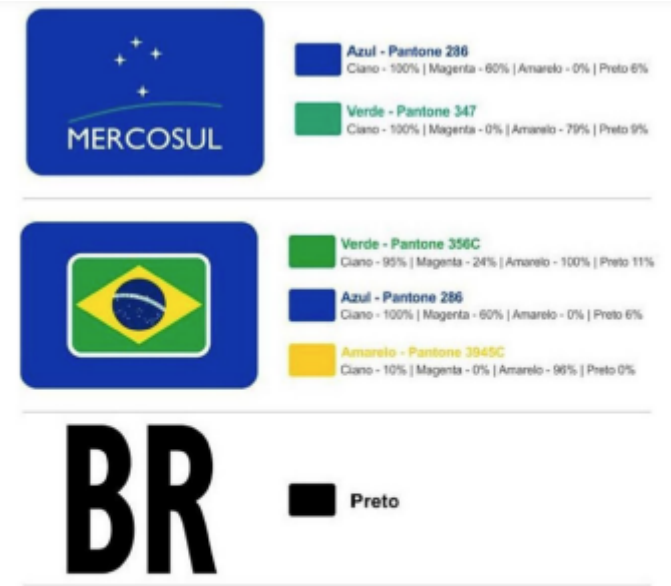 MERCOSUL
Azul - Pantone 286
Ciano - 100% | Magenta - 60% | Amarelo - 0% | Preto 6%
Verde - Pantone 347
Ciano - 100% | Magenta - 0% | Amarelo - 79% | Preto 9%
Verde - Pantone 356C
Ciano - 95% | Magenta - 24% | Amarelo - 100% | Preto 11%
Azul - Pantone 286
Ciano - 100% | Magenta - 60% | Amarelo - 0% | Preto 6%
Amarelo - Pantone 3945C
Ciano - 10% | Magenta - 0% | Amarelo - 96% | Preto 0%
BR
Preto